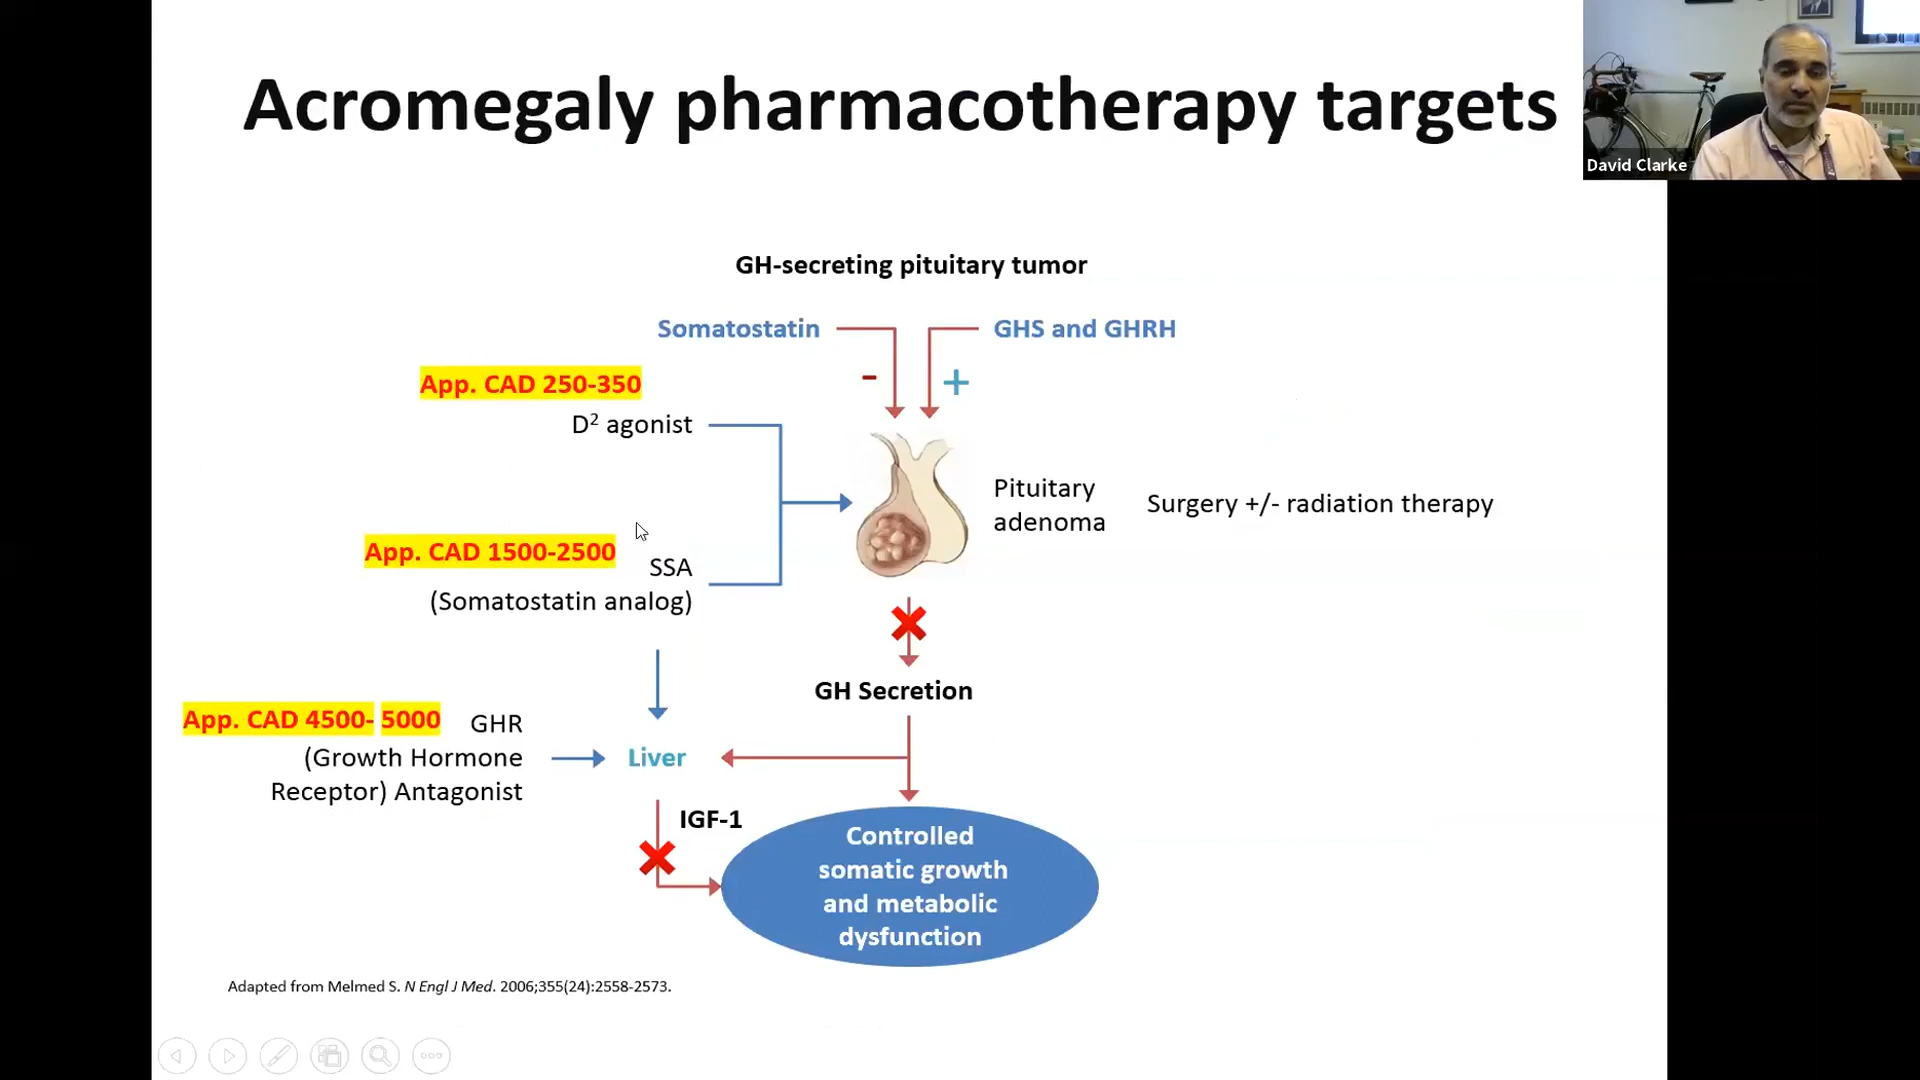 Acromegaly pharmacotherapy targets
David Clarke
GH-secreting pituitary tumor
Somatostatin
GHS and GHRH
-
+
App. CAD 250-350
D² agonist
Pituitary
adenoma
Surgery +/- radiation therapy
App. CAD 1500-2500
SSA
(Somatostatin analog)
GH Secretion
App. CAD 4500- 5000
GHR
(Growth Hormone
Receptor) Antagonist
Liver
IGF-1
Controlled
somatic growth
and metabolic
dysfunction
Adapted from Melmed S. N Engl J Med. 2006;355(24):2558-2573.